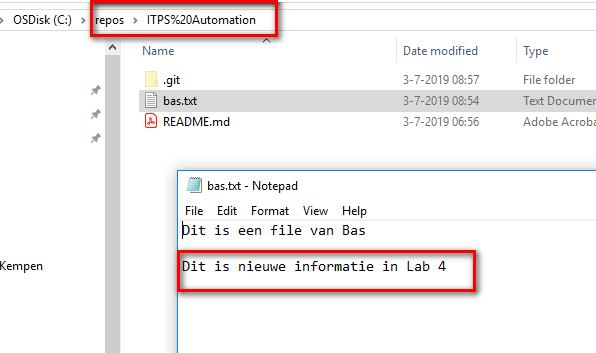 OSDisk (C:) > repos > ITPS%20Automation
Name Date modified Type
.git 3-7-2019 08:57 File folder
bas.txt 3-7-2019 08:54 Text Docume
README.md 3-7-2019 06:56 Adobe Acroba
Kempen
bas.txt - Notepad
File Edit Format View Help
Dit is een file van Bas
Dit is nieuwe informatie in Lab 4